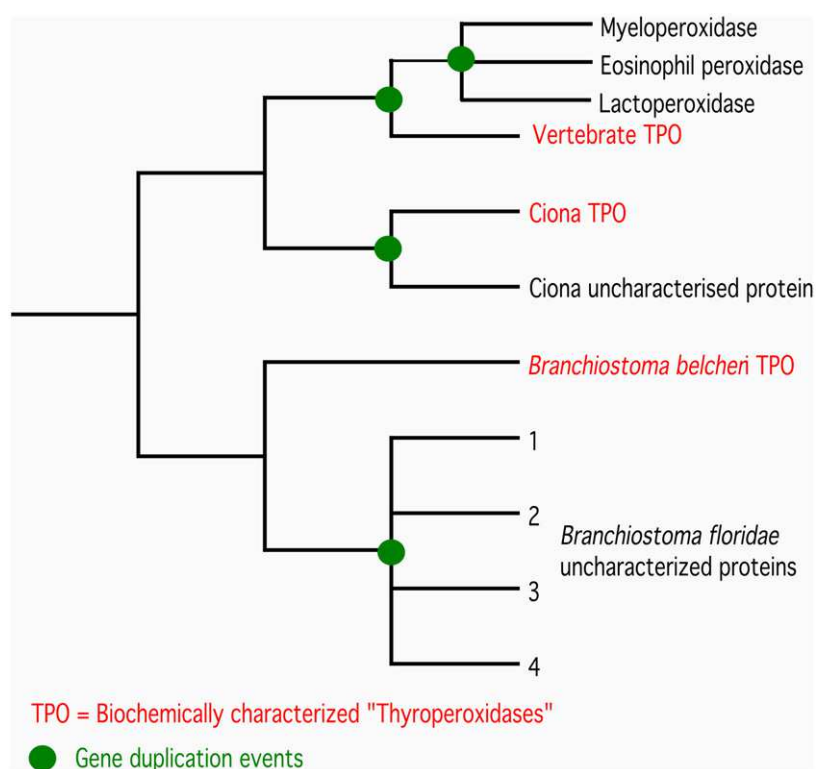 Myeloperoxidase
Eosinophil peroxidase
Lactoperoxidase
Vertebrate TPO
Ciona TPO
Ciona uncharacterised protein
Branchiostoma belcheri TPO
1
2
Branchiostoma floridae
uncharacterized proteins
3
4
TPO = Biochemically characterized "Thyroperoxidases"
Gene duplication events